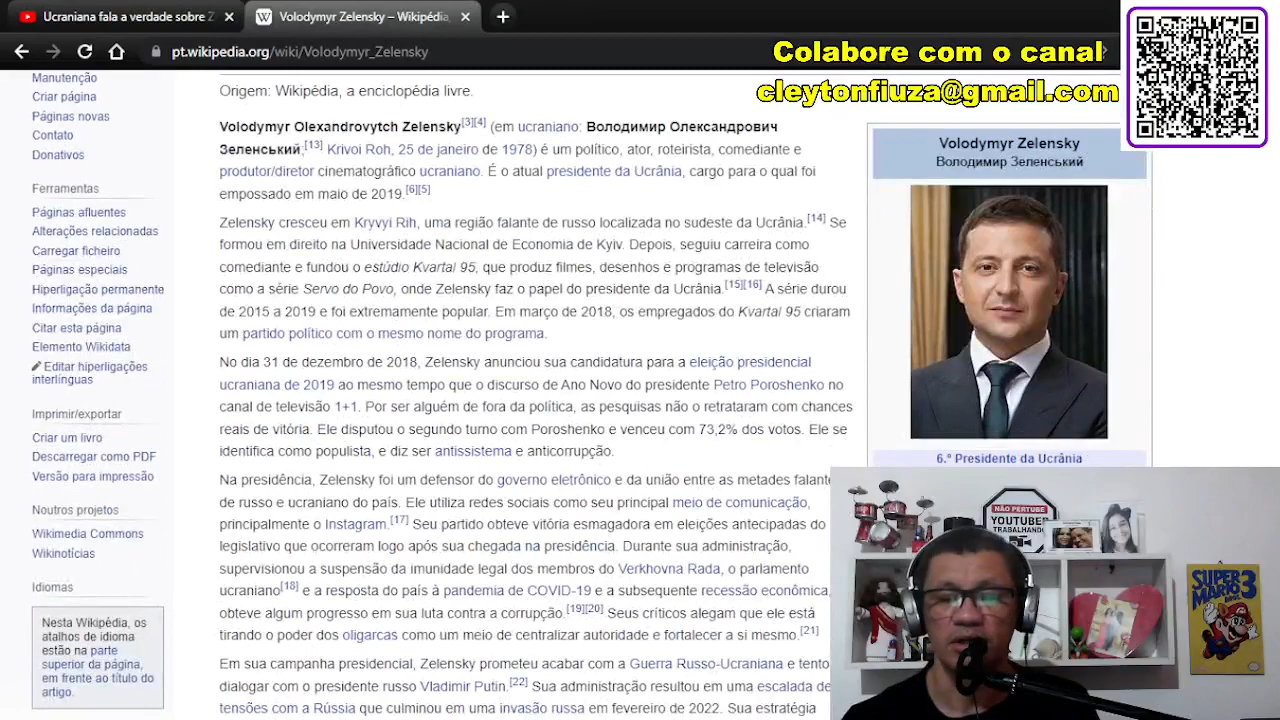 Ucraniana fala a verdade sobre Z
Volodymyr Zelensky – Wikipédia,
pt.wikipedia.org/wiki/Volodymyr_Zelensky
Colabore com o canal
cleytonfiuza@gmail.com
Manutenção
Criar página
Páginas novas
Contato
Donativos
Ferramentas
Páginas afluentes
Alterações relacionadas
Carregar ficheiro
Páginas especiais
Hiperligação permanente
Informações da página
Citar esta página
Elemento Wikidata
Editar hiperligações
interlínguas
Imprimir/exportar
Criar um livro
Descarregar como PDF
Versão para impressão
Noutros projetos
Wikimedia Commons
Wikinotícias
Idiomas
Nesta Wikipédia, os
atalhos de idioma
estão na parte
superior da página,
em frente ao título do
artigo.
Origem: Wikipédia, a enciclopédia livre.
Volodymyr Olexandrovytch Zelensky[3][4] (em ucraniano: Володимир Олександрович
Зеленський,[13] Krivoi Roh, 25 de janeiro de 1978) é um político, ator, roteirista, comediante e
produtor/diretor cinematográfico ucraniano. É o atual presidente da Ucrânia, cargo para o qual foi
empossado em maio de 2019.[6][5]
Zelensky cresceu em Kryvyi Rih, uma região falante de russo localizada no sudeste da Ucrânia.[14] Se
formou em direito na Universidade Nacional de Economia de Kyiv. Depois, seguiu carreira como
comediante e fundou o estúdio Kvartal 95, que produz filmes, desenhos e programas de televisão
como a série Servo do Povo, onde Zelensky faz o papel do presidente da Ucrânia.[15][16] A série durou
de 2015 a 2019 e foi extremamente popular. Em março de 2018, os empregados do Kvartal 95 criaram
um partido político com o mesmo nome do programa.
No dia 31 de dezembro de 2018, Zelensky anunciou sua candidatura para a eleição presidencial
ucraniana de 2019 ao mesmo tempo que o discurso de Ano Novo do presidente Petro Poroshenko no
canal de televisão 1+1. Por ser alguém de fora da política, as pesquisas não o retrataram com chances
reais de vitória. Ele disputou o segundo turno com Poroshenko e venceu com 73,2% dos votos. Ele se
identifica como populista, e diz ser antissistema e anticorrupção.
Na presidência, Zelensky foi um defensor do governo eletrônico e da união entre as metades falante
de russo e ucraniano do país. Ele utiliza redes sociais como seu principal meio de comunicação,
principalmente o Instagram.[17] Seu partido obteve vitória esmagadora em eleições antecipadas do
legislativo que ocorreram logo após sua chegada na presidência. Durante sua administração,
supervisionou a suspensão da imunidade legal dos membros do Verkhovna Rada, o parlamento
ucraniano[18] e a resposta do país à pandemia de COVID-19 e a subsequente recessão econômica,
obteve algum progresso em sua luta contra a corrupção.[19][20] Seus críticos alegam que ele está
tirando o poder dos oligarcas como um meio de centralizar autoridade e fortalecer a si mesmo.[21]
Em sua campanha presidencial, Zelensky prometeu acabar com a Guerra Russo-Ucraniana e tento
dialogar com o presidente russo Vladimir Putin.[22] Sua administração resultou em uma escalada de
tensões com a Rússia que culminou em uma invasão russa em fevereiro de 2022. Sua estratégia
Volodymyr Zelensky
Володимир Зеленський
6.º Presidente da Ucrânia
NÃO PERTUBE
YOUTUBER
SUPER
MARIO 3
BROS.